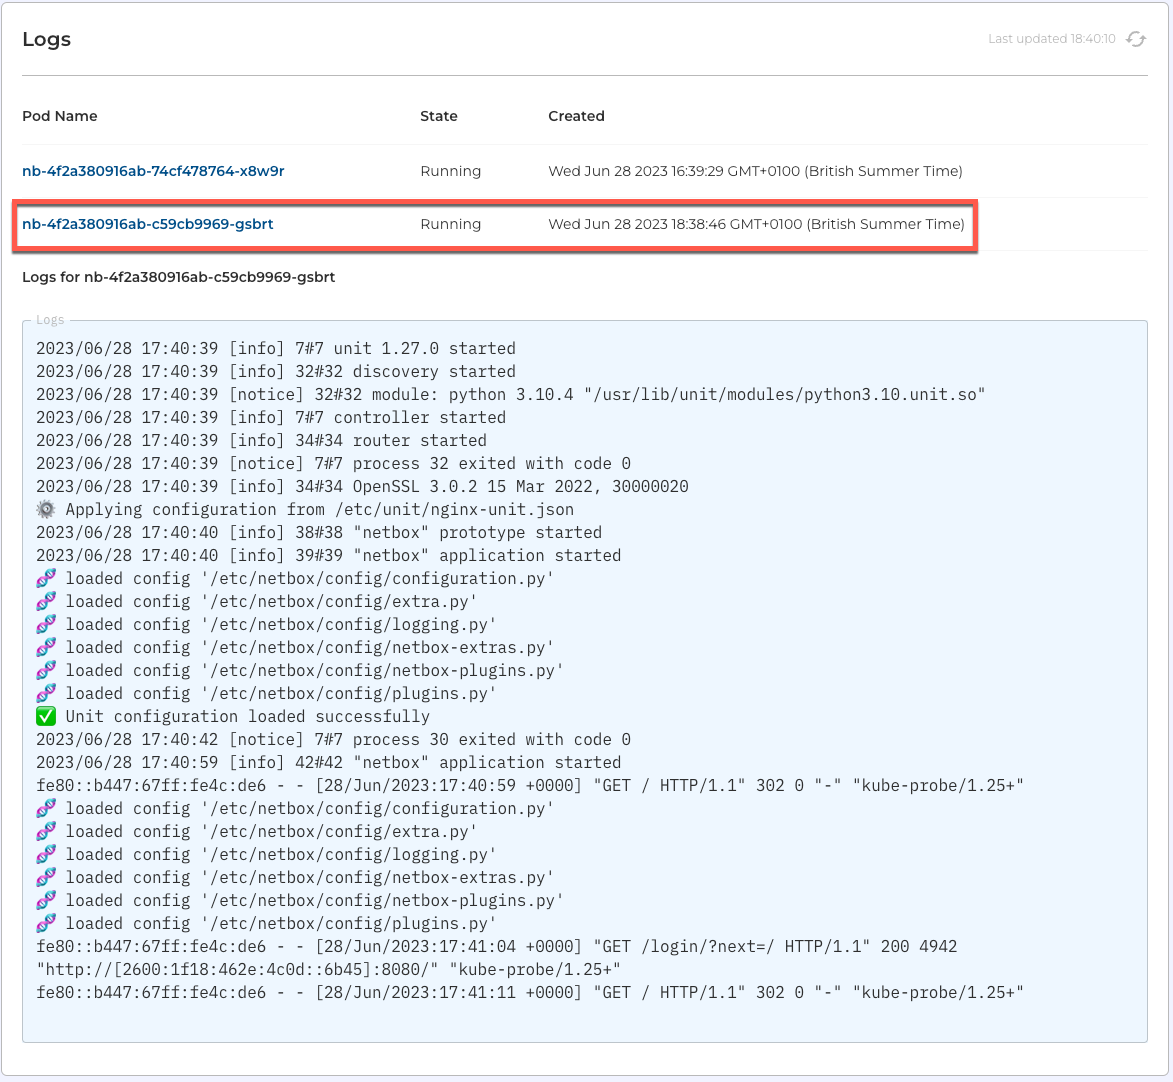 Logs
Last updated 18:40:10
Pod Name State Created
nb-4f2a380916ab-74cf478764-x8w9r Running Wed Jun 28 2023 16:39:29 GMT+0100 (British Summer Time)
nb-4f2a380916ab-c59cb9969-gsbrt Running Wed Jun 28 2023 18:38:46 GMT+0100 (British Summer Time)
Logs for nb-4f2a380916ab-c59cb9969-gsbrt
Logs
2023/06/28 17:40:39 [info] 7#7 unit 1.27.0 started
2023/06/28 17:40:39 [info] 32#32 discovery started
2023/06/28 17:40:39 [notice] 32#32 module: python 3.10.4 "/usr/lib/unit/modules/python3.10.unit.so"
2023/06/28 17:40:39 [info] 7#7 controller started
2023/06/28 17:40:39 [info] 34#34 router started
2023/06/28 17:40:39 [notice] 7#7 process 32 exited with code 0
2023/06/28 17:40:39 [info] 34#34 OpenSSL 3.0.2 15 Mar 2022, 30000020
⚙️ Applying configuration from /etc/unit/nginx-unit.json
2023/06/28 17:40:40 [info] 38#38 "netbox" prototype started
2023/06/28 17:40:40 [info] 39#39 "netbox" application started
🧬 loaded config '/etc/netbox/config/configuration.py'
🧬 loaded config '/etc/netbox/config/extra.py'
🧬 loaded config '/etc/netbox/config/logging.py'
🧬 loaded config '/etc/netbox/config/netbox-extras.py'
🧬 loaded config '/etc/netbox/config/netbox-plugins.py'
🧬 loaded config '/etc/netbox/config/plugins.py'
✅ Unit configuration loaded successfully
2023/06/28 17:40:42 [notice] 7#7 process 30 exited with code 0
2023/06/28 17:40:59 [info] 42#42 "netbox" application started
fe80::b447:67ff:fe4c:de6 - - [28/Jun/2023:17:40:59 +0000] "GET / HTTP/1.1" 302 0 "-" "kube-probe/1.25+"
🧬 loaded config '/etc/netbox/config/configuration.py'
🧬 loaded config '/etc/netbox/config/extra.py'
🧬 loaded config '/etc/netbox/config/logging.py'
🧬 loaded config '/etc/netbox/config/netbox-extras.py'
🧬 loaded config '/etc/netbox/config/netbox-plugins.py'
🧬 loaded config '/etc/netbox/config/plugins.py'
fe80::b447:67ff:fe4c:de6 - - [28/Jun/2023:17:41:04 +0000] "GET /login/?next=/ HTTP/1.1" 200 4942
"http://[2600:1f18:462e:4c0d::6b45]:8080/" "kube-probe/1.25+"
fe80::b447:67ff:fe4c:de6 - - [28/Jun/2023:17:41:11 +0000] "GET / HTTP/1.1" 302 0 "-" "kube-probe/1.25+"